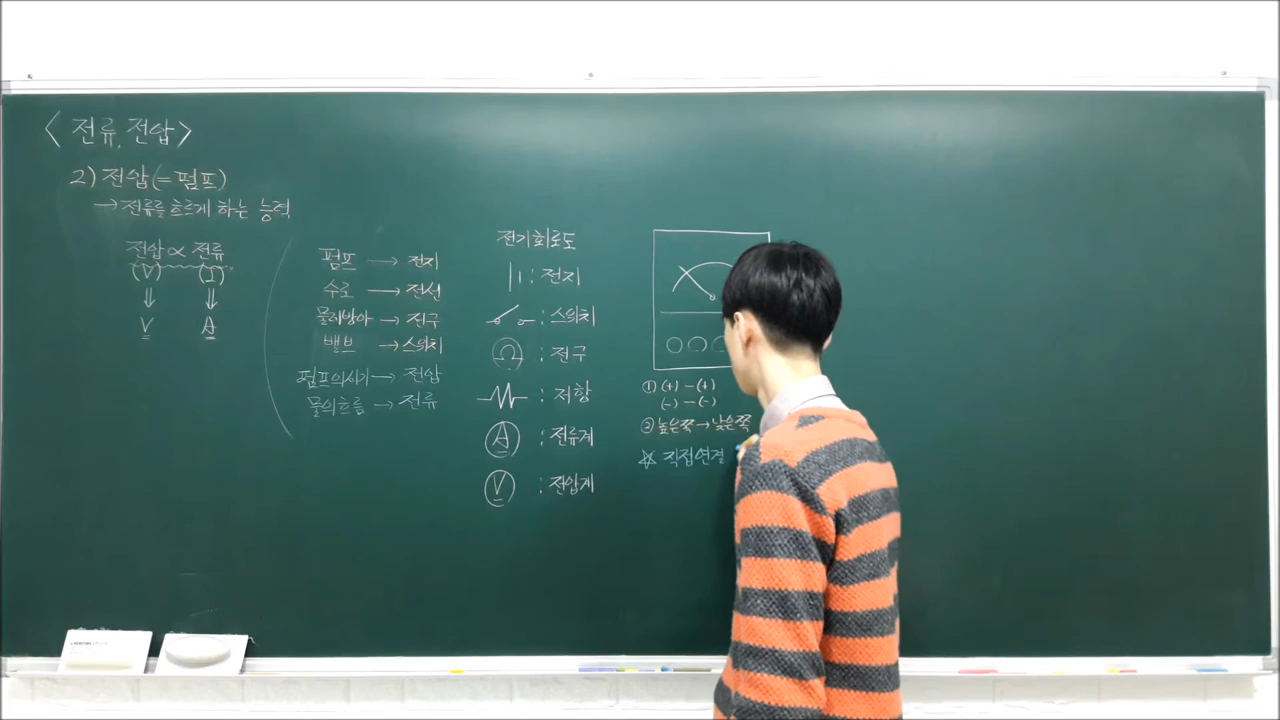 <전류, 전압>
2) 전압(=펌프)
→ 전류를 흐르게 하는 능력
전압 ∝ 전류
(V) (I)
⇓ ⇓
V A
펌프 → 전지
수로 → 전선
물레방아 → 전구
밸브 → 스위치
펌프의 세기 → 전압
물의 흐름 → 전류
전기 회로도
: 전지
: 스위치
: 전구
: 저항
A : 전류계
V : 전압계
① (+) - (+)
(-) - (-)
② 높은쪽 → 낮은쪽
☆ 직접연결